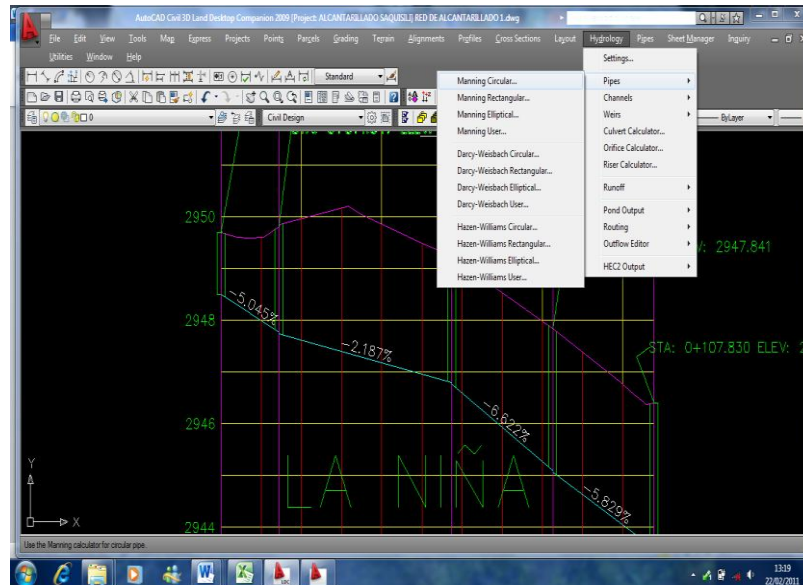 AutoCAD Civil 3D Land Desktop Companion 2009 [Project: ALCANTARILLADO SAQUISILI] RED DE ALCANTARILLADO 1.dwg
File Edit View Tools Map Express Projects Points Parcels Grading Terrain Alignments Profiles Cross Sections Layout Hydrology Pipes Sheet Manager Inquiry
Utilities Window Help
Standard
0
Civil Design
ByLayer
Settings...
Pipes
Channels
Weirs
Culvert Calculator...
Orifice Calculator...
Riser Calculator...
Runoff
Pond Output
Routing
Outflow Editor
HEC2 Output
Manning Circular...
Manning Rectangular...
Manning Elliptical...
Manning User...
Darcy-Weisbach Circular...
Darcy-Weisbach Rectangular...
Darcy-Weisbach Elliptical...
Darcy-Weisbach User...
Hazen-Williams Circular...
Hazen-Williams Rectangular...
Hazen-Williams Elliptical...
Hazen-Williams User...
2950
2947.841
2948
-5.045%
-2.187%
STA: 0+107.830 ELEV:
2946
-6.622%
LA NIÑA
-5.829%
2944
Y
X
Use the Manning calculator for circular pipe.
13:19
22/02/2011